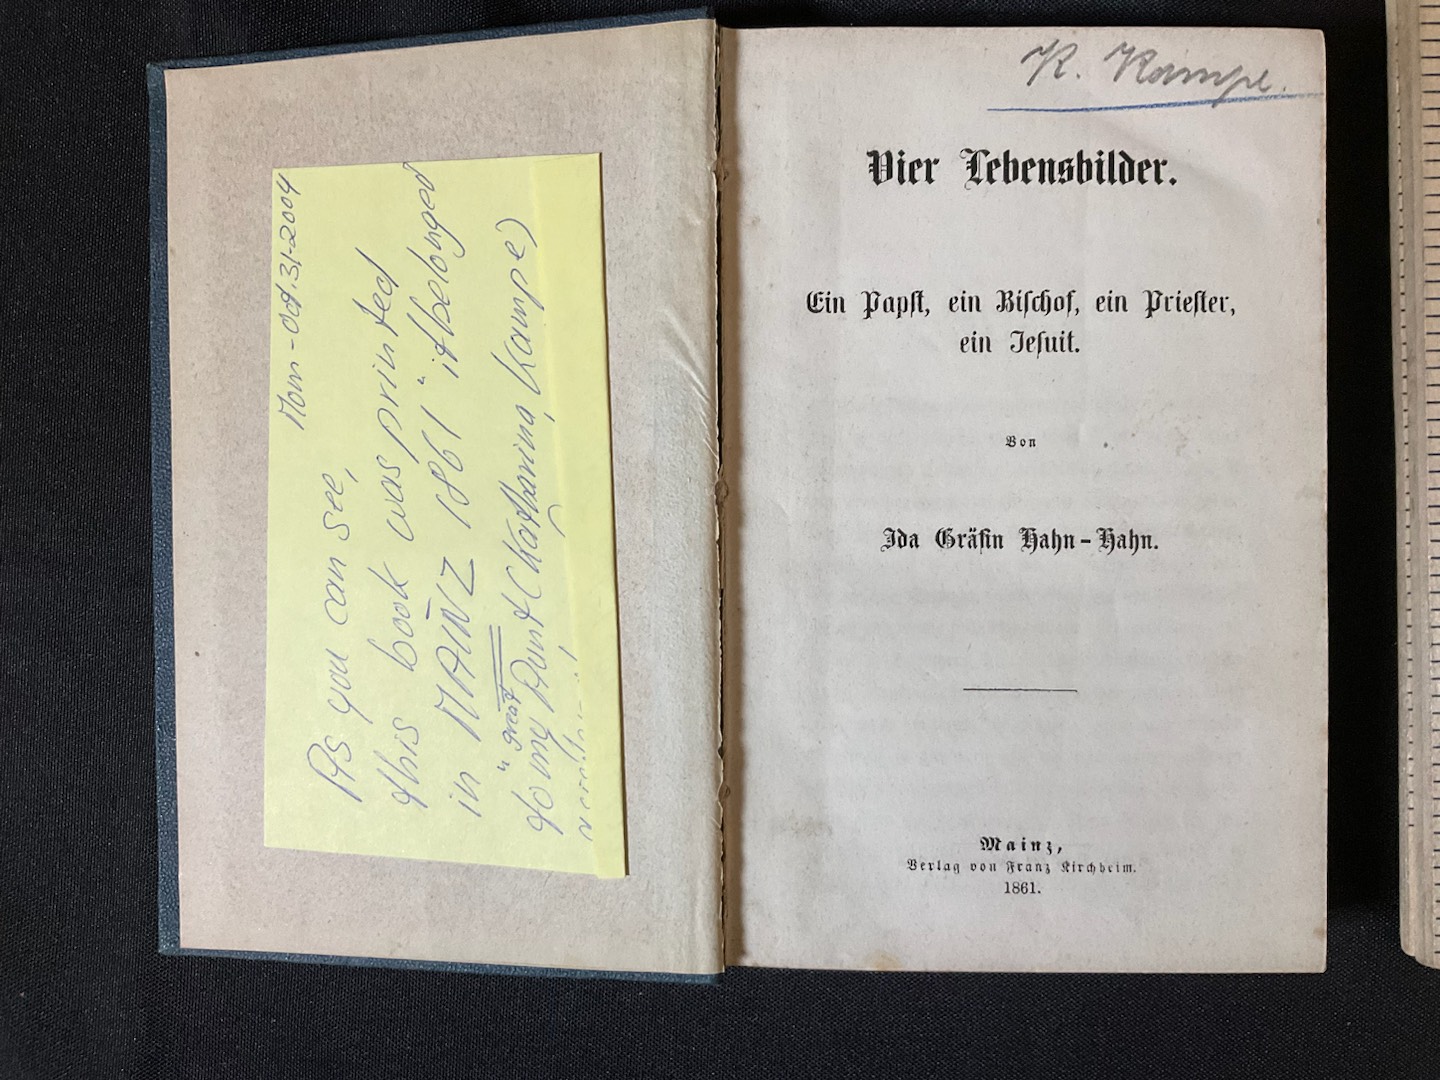 Mom - Oct. 31-2004
As you can see,
this book was printed
in MAINZ 1861 " it belonged
" great
to my Aunt (Katharina Kampe)
K. Kampe.
Vier Lebensbilder.
Ein Papst, ein Bischof, ein Priester,
ein Jesuit.
Von
Ida Gräfin Hahn-Hahn.
Mainz,
Verlag von Franz Kirchheim.
1861.